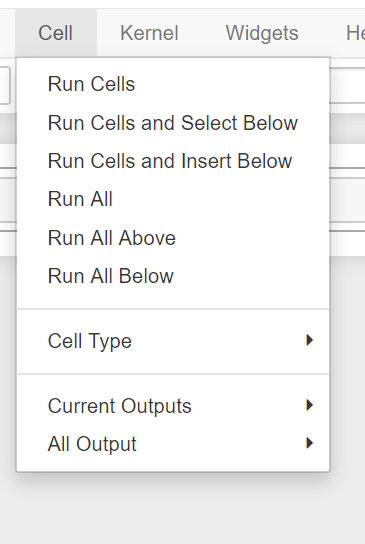 Cell Kernel Widgets
Run Cells
Run Cells and Select Below
Run Cells and Insert Below
Run All
Run All Above
Run All Below
Cell Type
Current Outputs
All Output